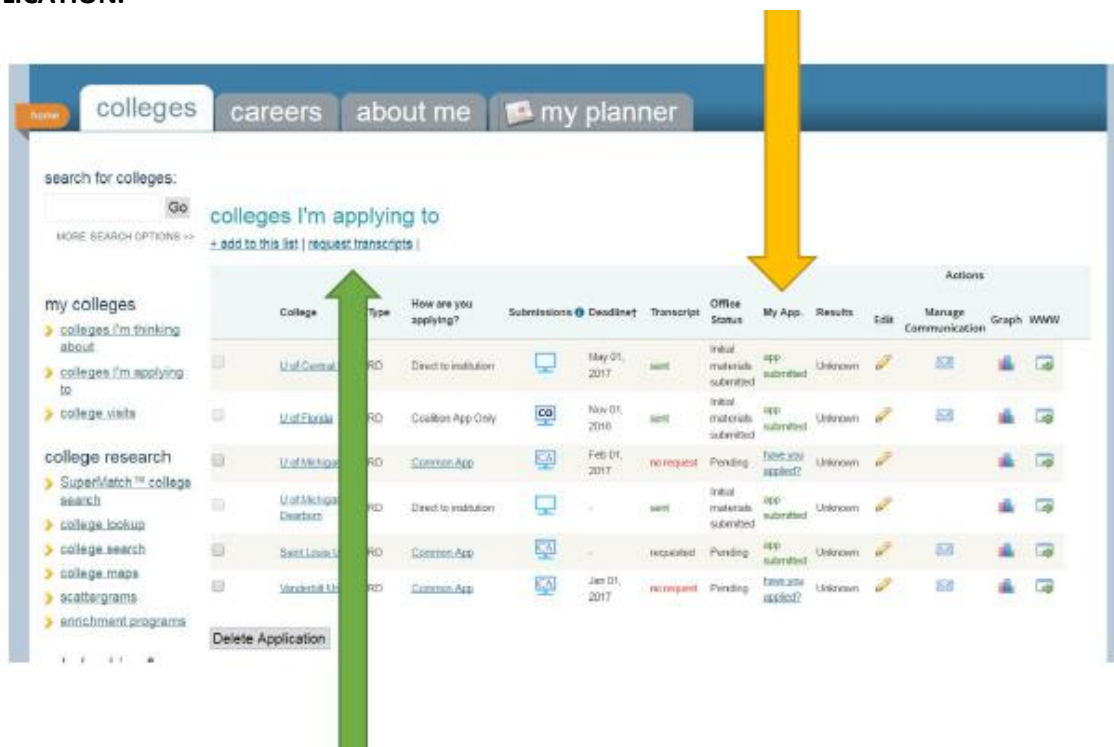 home
colleges
careers
about me
my planner
search for colleges:
Go
MORE SEARCH OPTIONS >>
colleges I'm applying to
+ add to this list | request transcripts |
my colleges
colleges I'm thinking
about
colleges I'm applying
to
college visits
college research
SuperMatch™ college
search
college lookup
college search
college maps
scattergrams
enrichment programs
Actions
College Type How are you applying? Submissions Deadline† Transcript Office Status My App. Results Edit Manage Communication Graph WWW
U of Central RD Direct to institution May 01, 2017 sent Initial materials submitted app submitted Unknown
U of Florida RD Coalition App Only CO Nov 01, 2016 sent Initial materials submitted app submitted Unknown
U of Michigan RD Common App CA Feb 01, 2017 no request Pending have you applied? Unknown
U of Michigan Dearborn RD Direct to institution - sent Initial materials submitted app submitted Unknown
Saint Louis RD Common App CA - requested Pending app submitted Unknown
Vanderbilt RD Common App CA Jan 01, 2017 no request Pending have you applied? Unknown
Delete Application